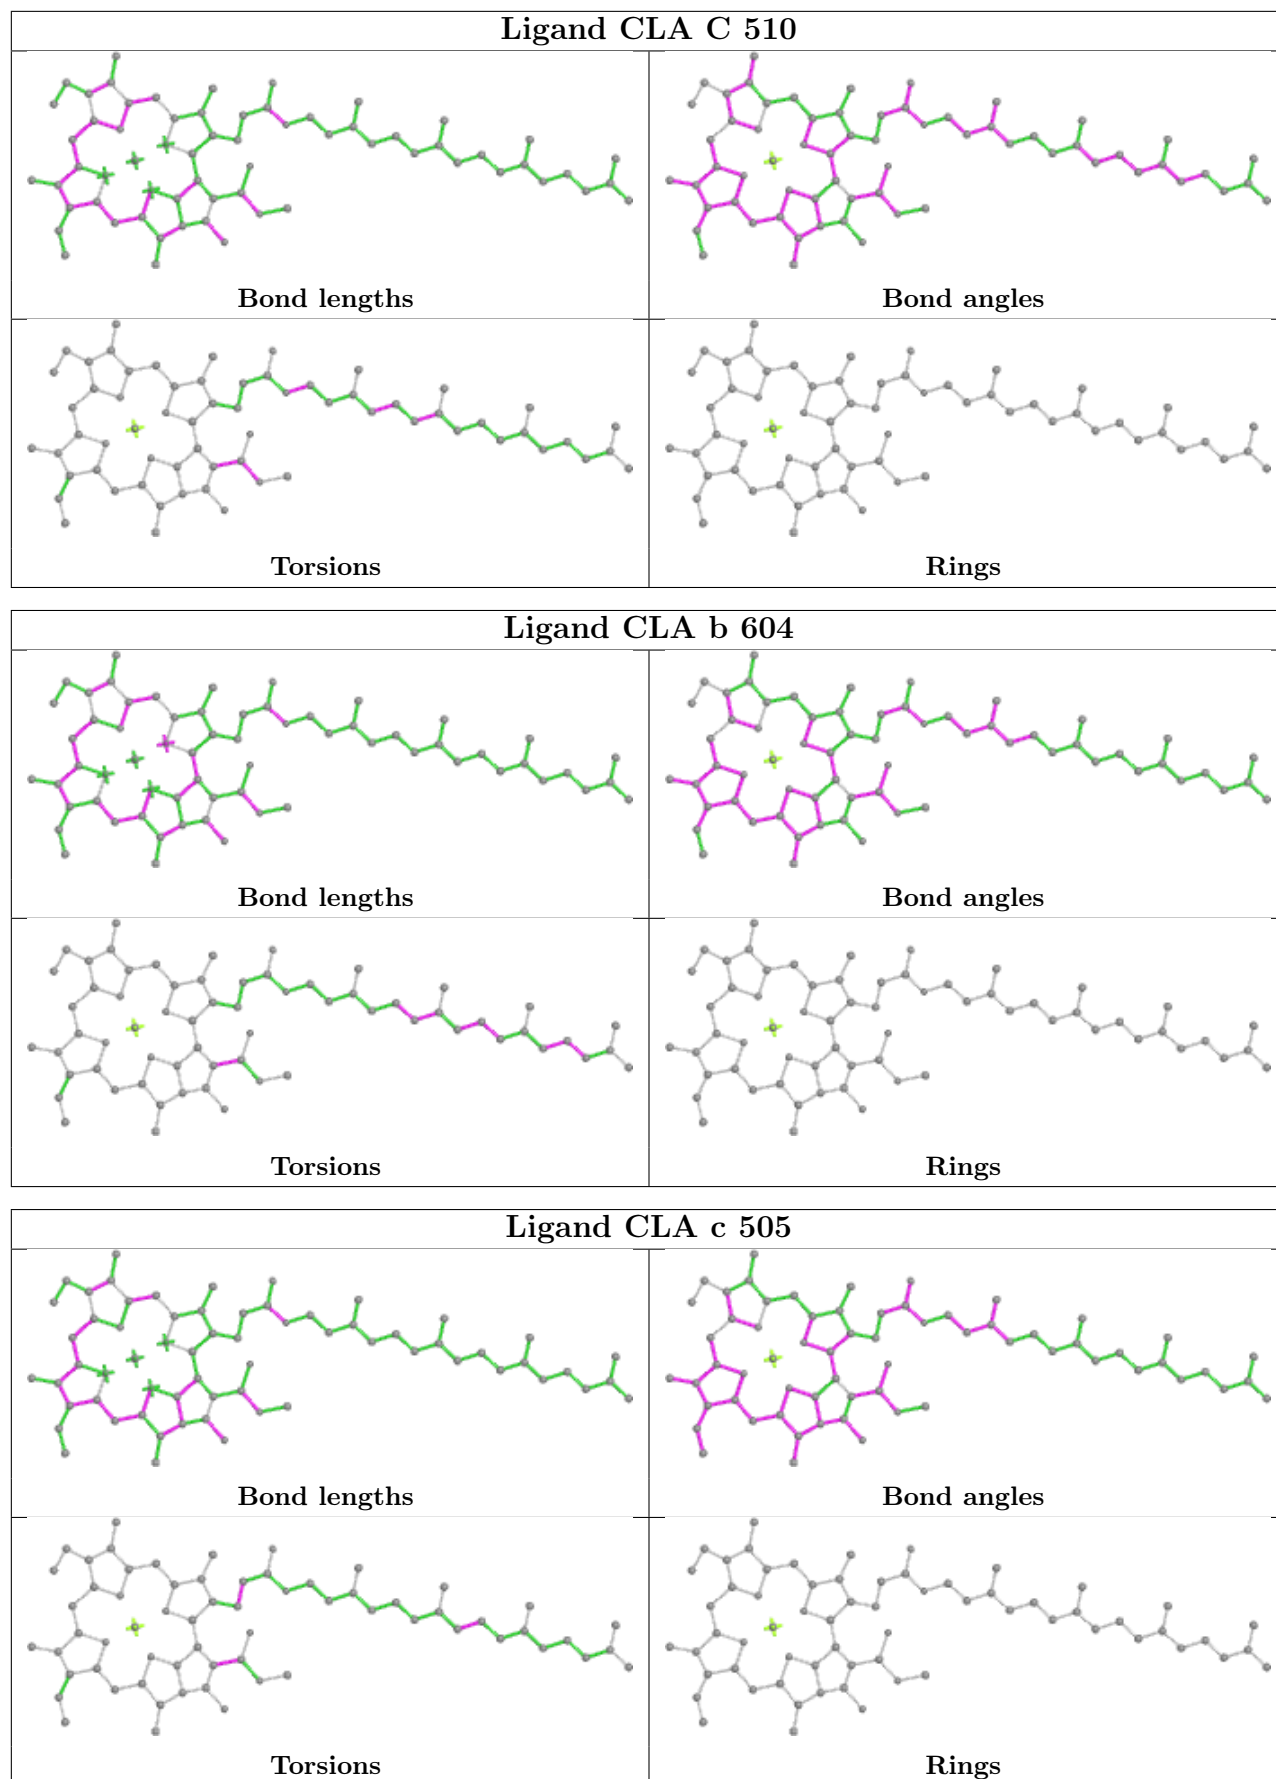 Ligand CLA C 510
Bond lengths
Bond angles
Torsions
Rings
Ligand CLA b 604
Bond lengths
Bond angles
Torsions
Rings
Ligand CLA c 505
Bond lengths
Bond angles
Torsions
Rings